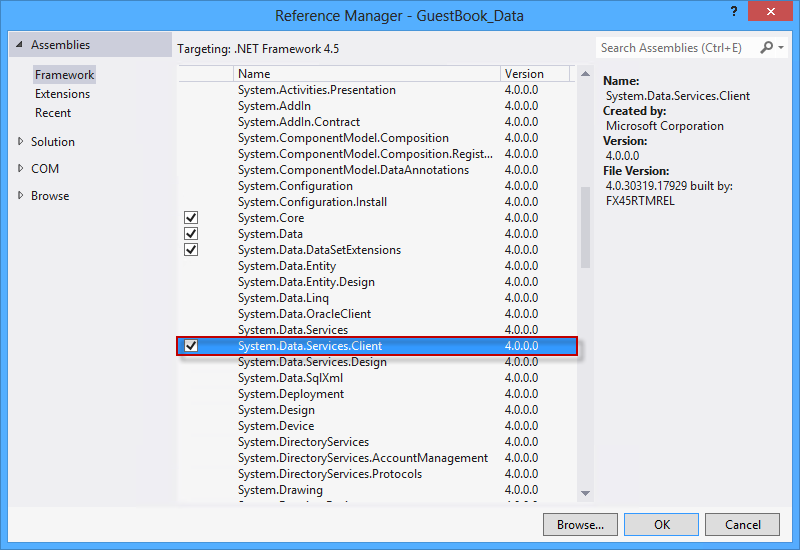 Reference Manager - GuestBook_Data
?
Assemblies
Framework
Extensions
Recent
Solution
COM
Browse
Targeting: .NET Framework 4.5
Name Version
System.Activities.Presentation 4.0.0.0
System.AddIn 4.0.0.0
System.AddIn.Contract 4.0.0.0
System.ComponentModel.Composition 4.0.0.0
System.ComponentModel.Composition.Regist... 4.0.0.0
System.ComponentModel.DataAnnotations 4.0.0.0
System.Configuration 4.0.0.0
System.Configuration.Install 4.0.0.0
System.Core 4.0.0.0
System.Data 4.0.0.0
System.Data.DataSetExtensions 4.0.0.0
System.Data.Entity 4.0.0.0
System.Data.Entity.Design 4.0.0.0
System.Data.Linq 4.0.0.0
System.Data.OracleClient 4.0.0.0
System.Data.Services 4.0.0.0
System.Data.Services.Client 4.0.0.0
System.Data.Services.Design 4.0.0.0
System.Data.SqlXml 4.0.0.0
System.Deployment 4.0.0.0
System.Design 4.0.0.0
System.Device 4.0.0.0
System.DirectoryServices 4.0.0.0
System.DirectoryServices.AccountManagement 4.0.0.0
System.DirectoryServices.Protocols 4.0.0.0
System.Drawing 4.0.0.0
Search Assemblies (Ctrl+E)
Name:
System.Data.Services.Client
Created by:
Microsoft Corporation
Version:
4.0.0.0
File Version:
4.0.30319.17929 built by:
FX45RTMREL
Browse... OK Cancel